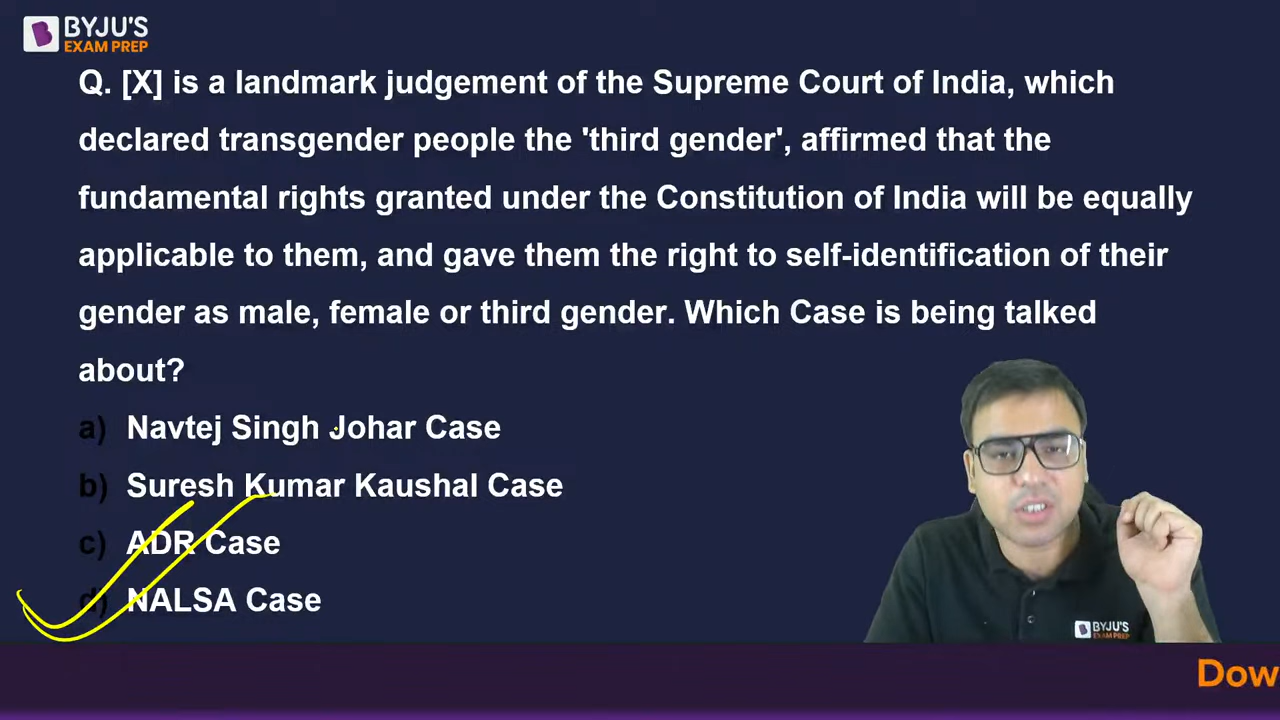 BYJU'S
EXAM PREP
Q. [X] is a landmark judgement of the Supreme Court of India, which
declared transgender people the 'third gender', affirmed that the
fundamental rights granted under the Constitution of India will be equally
applicable to them, and gave them the right to self-identification of their
gender as male, female or third gender. Which Case is being talked
about?
a) Navtej Singh Johar Case
b) Suresh Kumar Kaushal Case
c) ADR Case
d) NALSA Case
BYJU'S
EXAM PREP
Dow